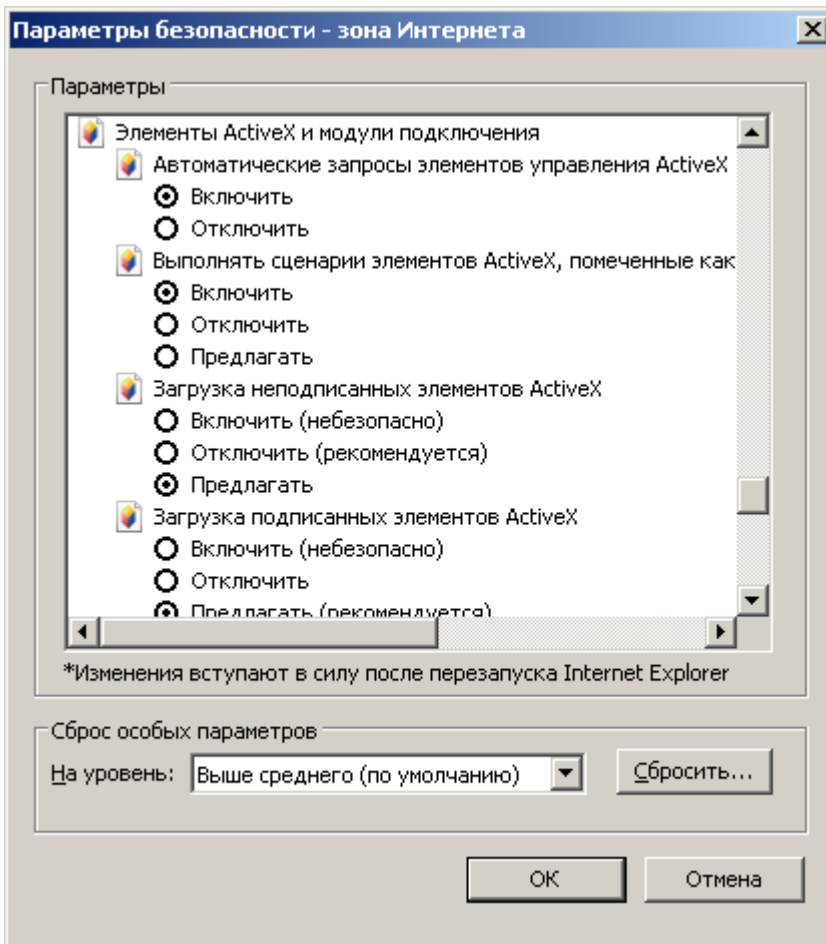 Параметры безопасности - зона Интернета
Параметры
Элементы ActiveX и модули подключения
Автоматические запросы элементов управления ActiveX
Включить
Отключить
Выполнять сценарии элементов ActiveX, помеченные как
Включить
Отключить
Предлагать
Загрузка неподписанных элементов ActiveX
Включить (небезопасно)
Отключить (рекомендуется)
Предлагать
Загрузка подписанных элементов ActiveX
Включить (небезопасно)
Отключить
Предлагать (рекомендуется)
*Изменения вступают в силу после перезапуска Internet Explorer
Сброс особых параметров
На уровень: Выше среднего (по умолчанию) Сбросить...
ОК Отмена